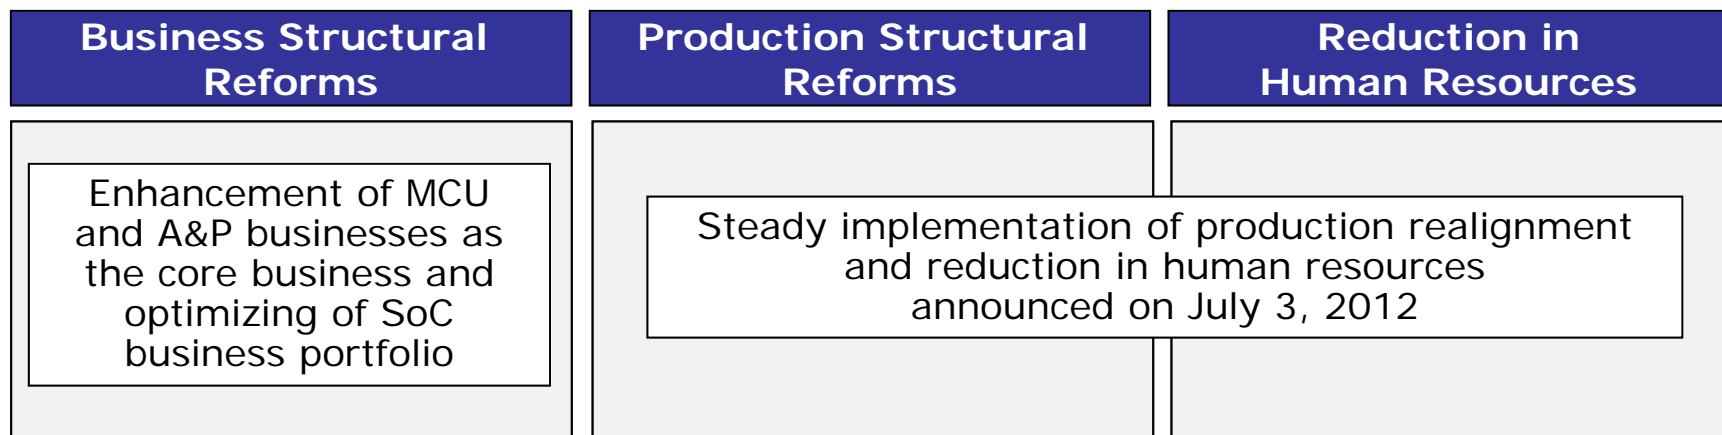 Business Structural
Reforms
Production Structural
Reforms
Reduction in
Human Resources
Enhancement of MCU
and A&P businesses as
the core business and
optimizing of SoC
business portfolio
Steady implementation of production realignment
and reduction in human resources
announced on July 3, 2012